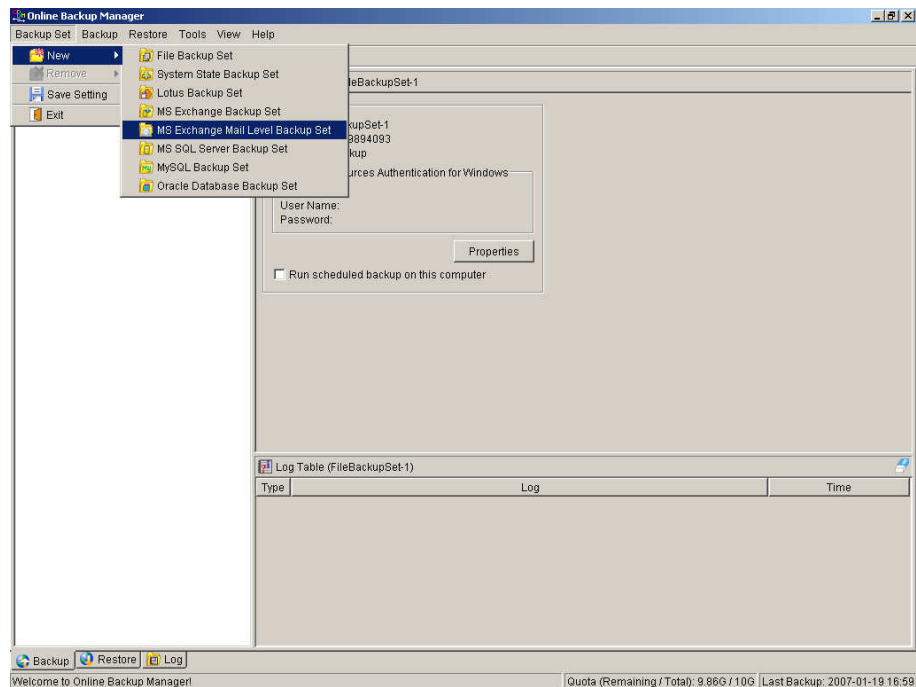 Online Backup Manager
Backup Set Backup Restore Tools View Help
New
Remove
Save Setting
Exit
File Backup Set
System State Backup Set
Lotus Backup Set
MS Exchange Backup Set
MS Exchange Mail Level Backup Set
MS SQL Server Backup Set
MySQL Backup Set
Oracle Database Backup Set
leBackupSet-1
kupSet-1
9894093
kup
urces Authentication for Windows
User Name:
Password:
Properties
Run scheduled backup on this computer
Log Table (FileBackupSet-1)
Type Log Time
Backup Restore Log
Welcome to Online Backup Manager! Quota (Remaining / Total): 9.86G / 10G Last Backup: 2007-01-19 16:59